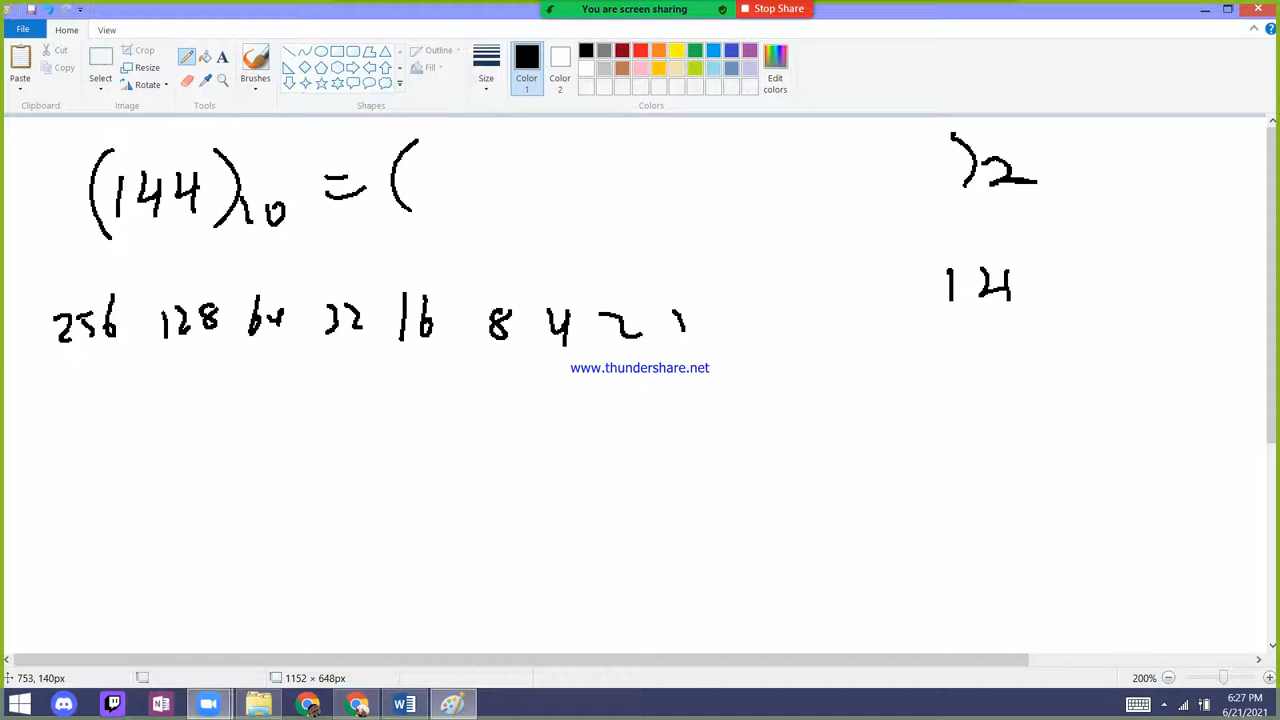 You are screen sharing Stop Share
File Home View
Paste Cut Copy Select Crop Resize Rotate Brushes Outline Fill Size Color 1 Color 2 Edit colors
Clipboard Image Tools Shapes Colors
(144)10 = ( )2
14
256 128 64 32 16 8 4 2 1
www.thundershare.net
753, 140px 1152 × 648px 200%
6:27 PM
6/21/2021